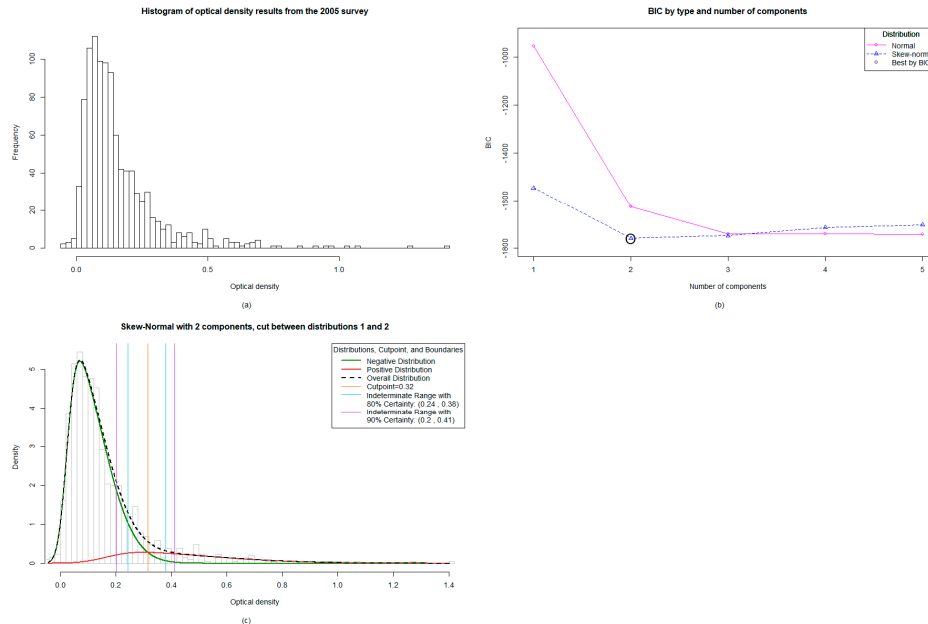 Histogram of optical density results from the 2005 survey
Frequency
0 20 40 60 80 100
0.0 0.5 1.0
Optical density
(a)
BIC by type and number of components
BIC
-1800 -1600 -1400 -1200 -1000
Distribution
Normal
Skew-norm
Best by BIC
1 2 3 4 5
Number of components
(b)
Skew-Normal with 2 components, cut between distributions 1 and 2
Density
0 1 2 3 4 5
Distributions, Cutpoint, and Boundaries
Negative Distribution
Positive Distribution
Overall Distribution
Cutpoint=0.32
Indeterminate Range with
80% Certainty: (0.24 , 0.38)
Indeterminate Range with
90% Certainty: (0.2 , 0.41)
0.0 0.2 0.4 0.6 0.8 1.0 1.2 1.4
Optical density
(c)